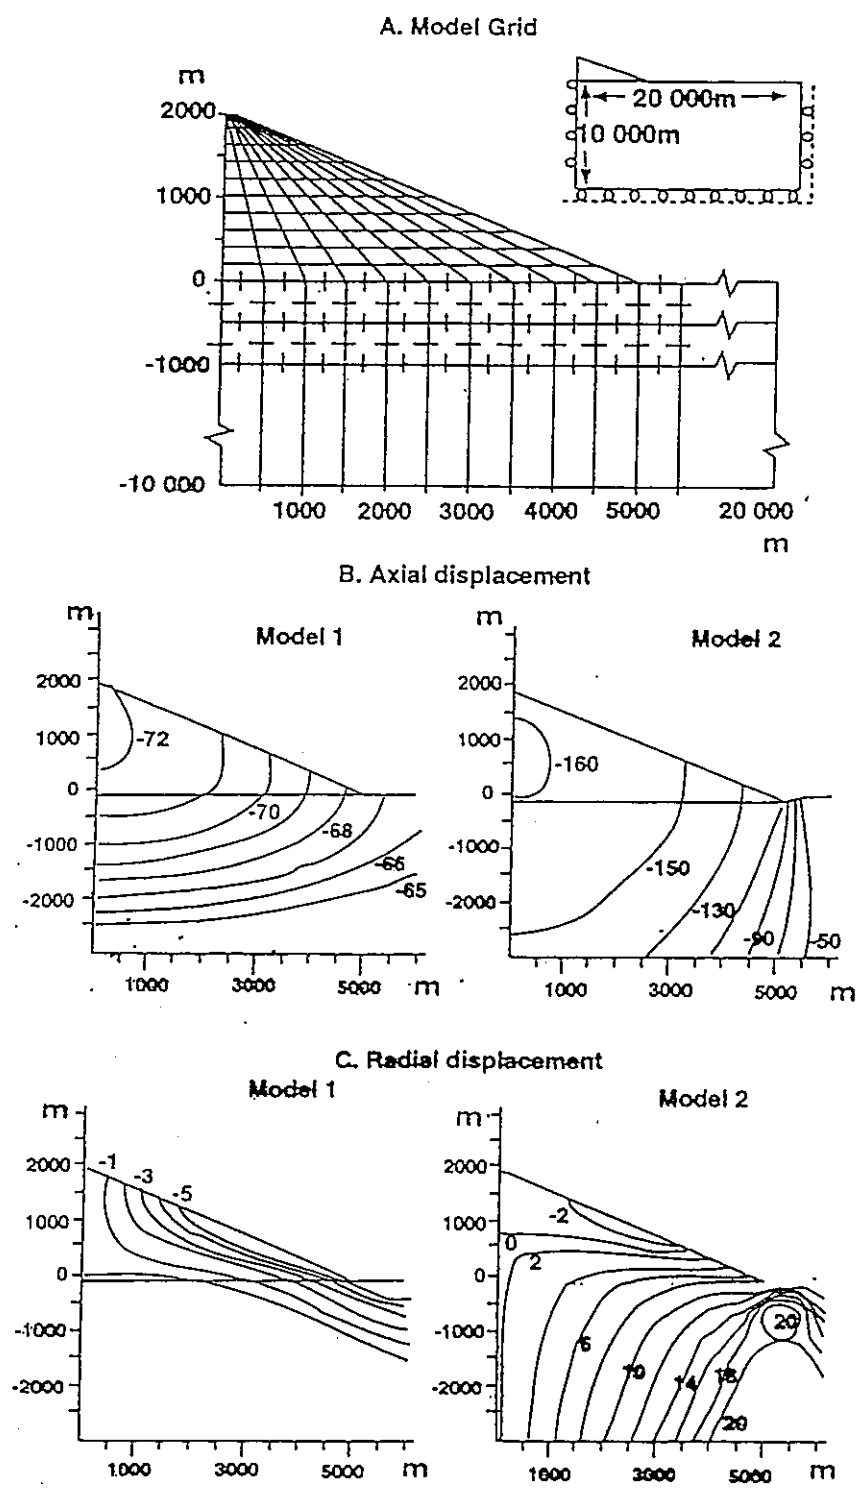 A. Model Grid
m
2000
1000
0
-1000
-10 000
1000 2000 3000 4000 5000 20 000
m
20 000m
10 000m
B. Axial displacement
Model 1
m
2000
1000
0
-1000
-2000
1000 3000 5000 m
-72
-70
-68
-66
-65
Model 2
m
2000
1000
0
-1000
-2000
1000 3000 5000 m
-160
-150
-130
-90
-50
C. Radial displacement
Model 1
m
2000
1000
0
-1000
-2000
1000 3000 5000 m
-1
-3
-5
Model 2
m
2000
1000
0
-1000
-2000
1000 3000 5000 m
-2
0
2
6
10
14
18
20
20